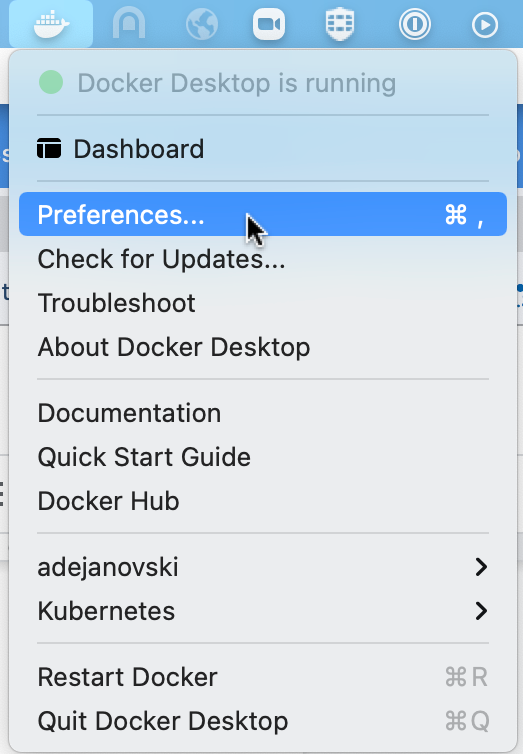 Docker Desktop is running
Dashboard
Preferences... ⌘ ,
Check for Updates...
Troubleshoot
About Docker Desktop
Documentation
Quick Start Guide
Docker Hub
adejanovski
Kubernetes
Restart Docker ⌘R
Quit Docker Desktop ⌘Q